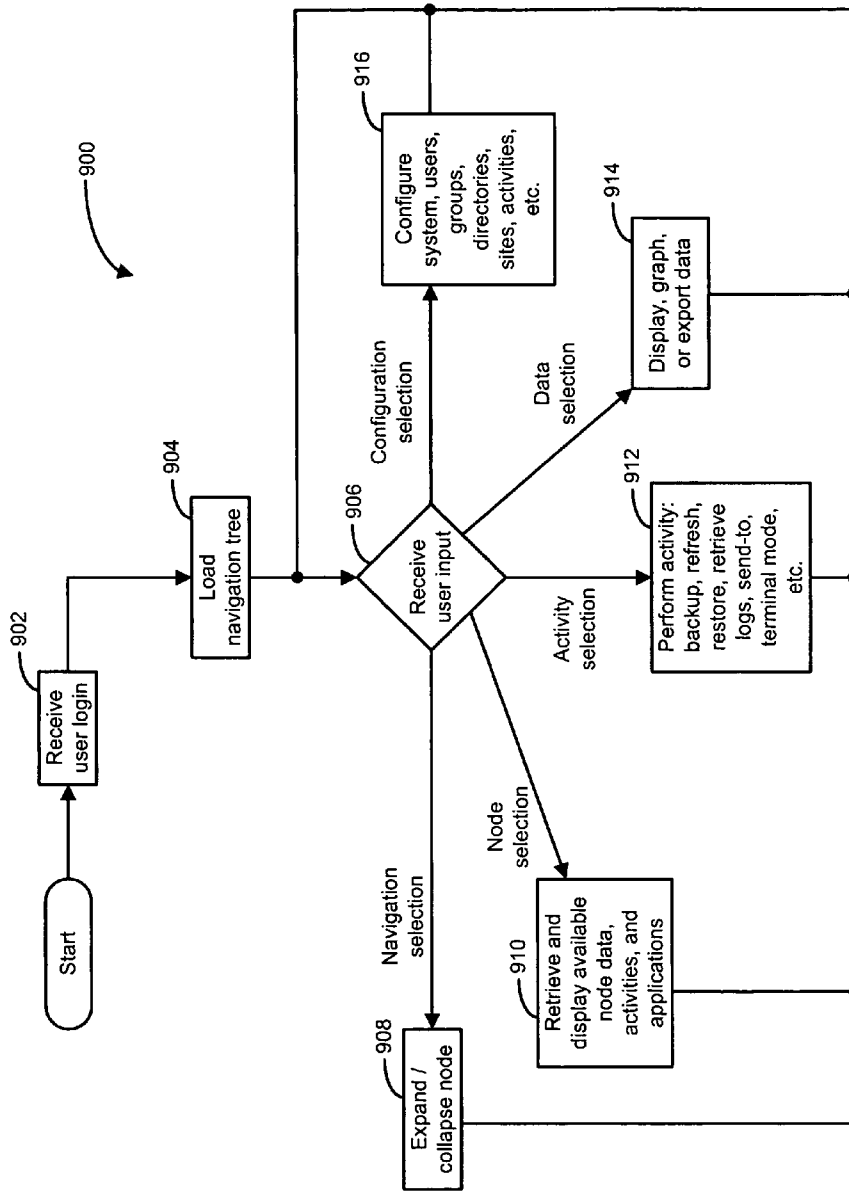 900
Start
902
Receive
user login
904
Load
navigation tree
906
Receive
user input
Navigation
selection
Node
selection
Activity
selection
Data
selection
Configuration
selection
908
Expand /
collapse node
910
Retrieve and
display available
node data,
activities, and
applications
912
Perform activity:
backup, refresh,
restore, retrieve
logs, send-to,
terminal mode,
etc.
914
Display, graph,
or export data
916
Configure
system, users,
groups,
directories,
sites, activities,
etc.